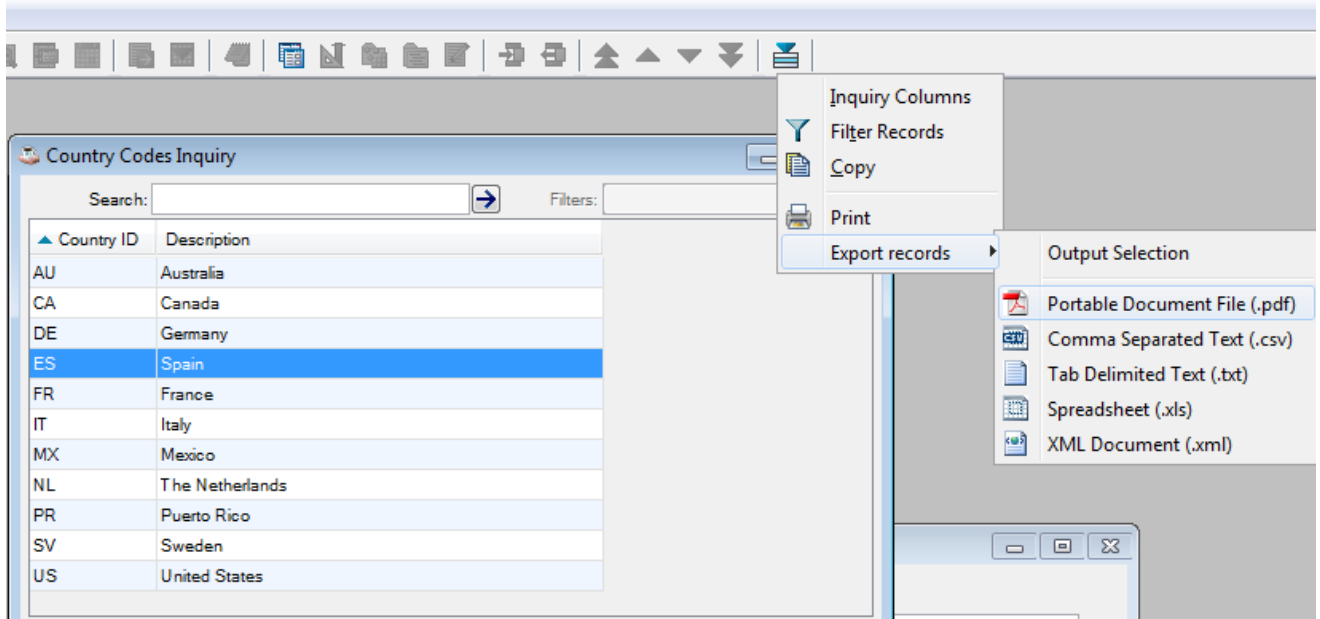 Inquiry Columns
Filter Records
Copy
Print
Export records
Output Selection
Portable Document File (.pdf)
Comma Separated Text (.csv)
Tab Delimited Text (.txt)
Spreadsheet (.xls)
XML Document (.xml)
Country Codes Inquiry
Search: Filters:
Country ID Description
AU Australia
CA Canada
DE Germany
ES Spain
FR France
IT Italy
MX Mexico
NL The Netherlands
PR Puerto Rico
SV Sweden
US United States